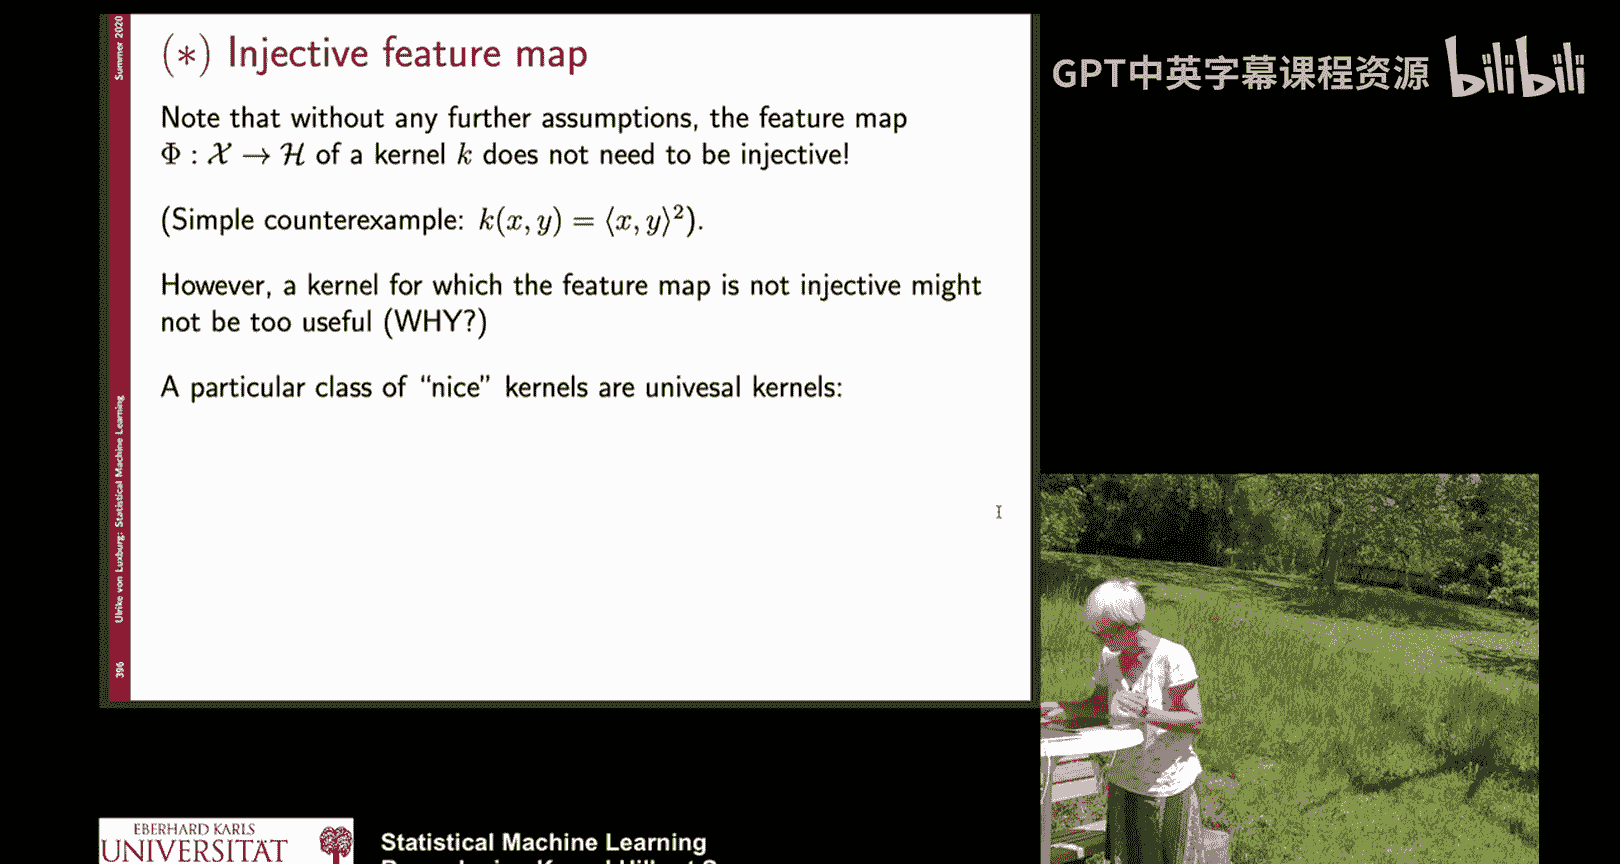 Summer 2020
(∗) Injective feature map
Note that without any further assumptions, the feature map
Φ : 𝒳 → ℋ of a kernel k does not need to be injective!
(Simple counterexample: k(x, y) = ⟨x, y⟩²).
However, a kernel for which the feature map is not injective might
not be too useful (WHY?)
A particular class of “nice” kernels are univesal kernels:
Ulrike von Luxburg: Statistical Machine Learning
396
GPT中英字幕课程资源 bilibili
EBERHARD KARLS
UNIVERSITÄT
Statistical Machine Learning